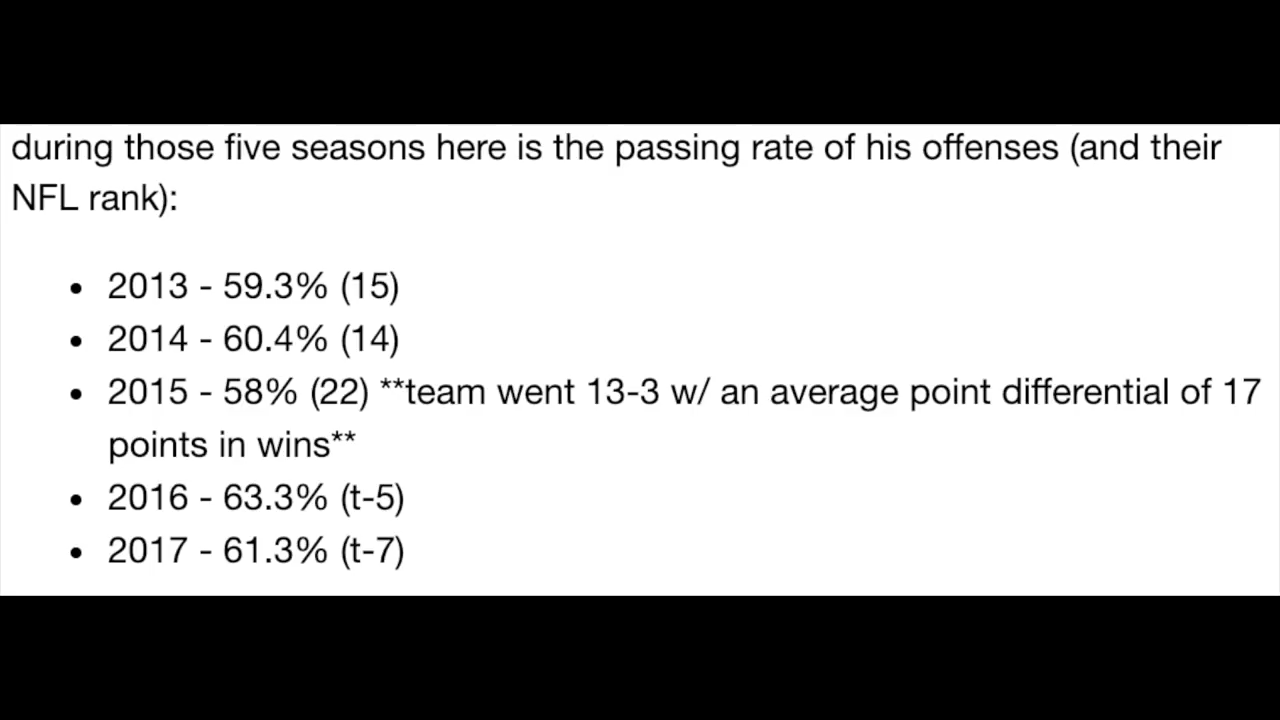 during those five seasons here is the passing rate of his offenses (and their
NFL rank):
• 2013 - 59.3% (15)
• 2014 - 60.4% (14)
• 2015 - 58% (22) **team went 13-3 w/ an average point differential of 17
points in wins**
• 2016 - 63.3% (t-5)
• 2017 - 61.3% (t-7)